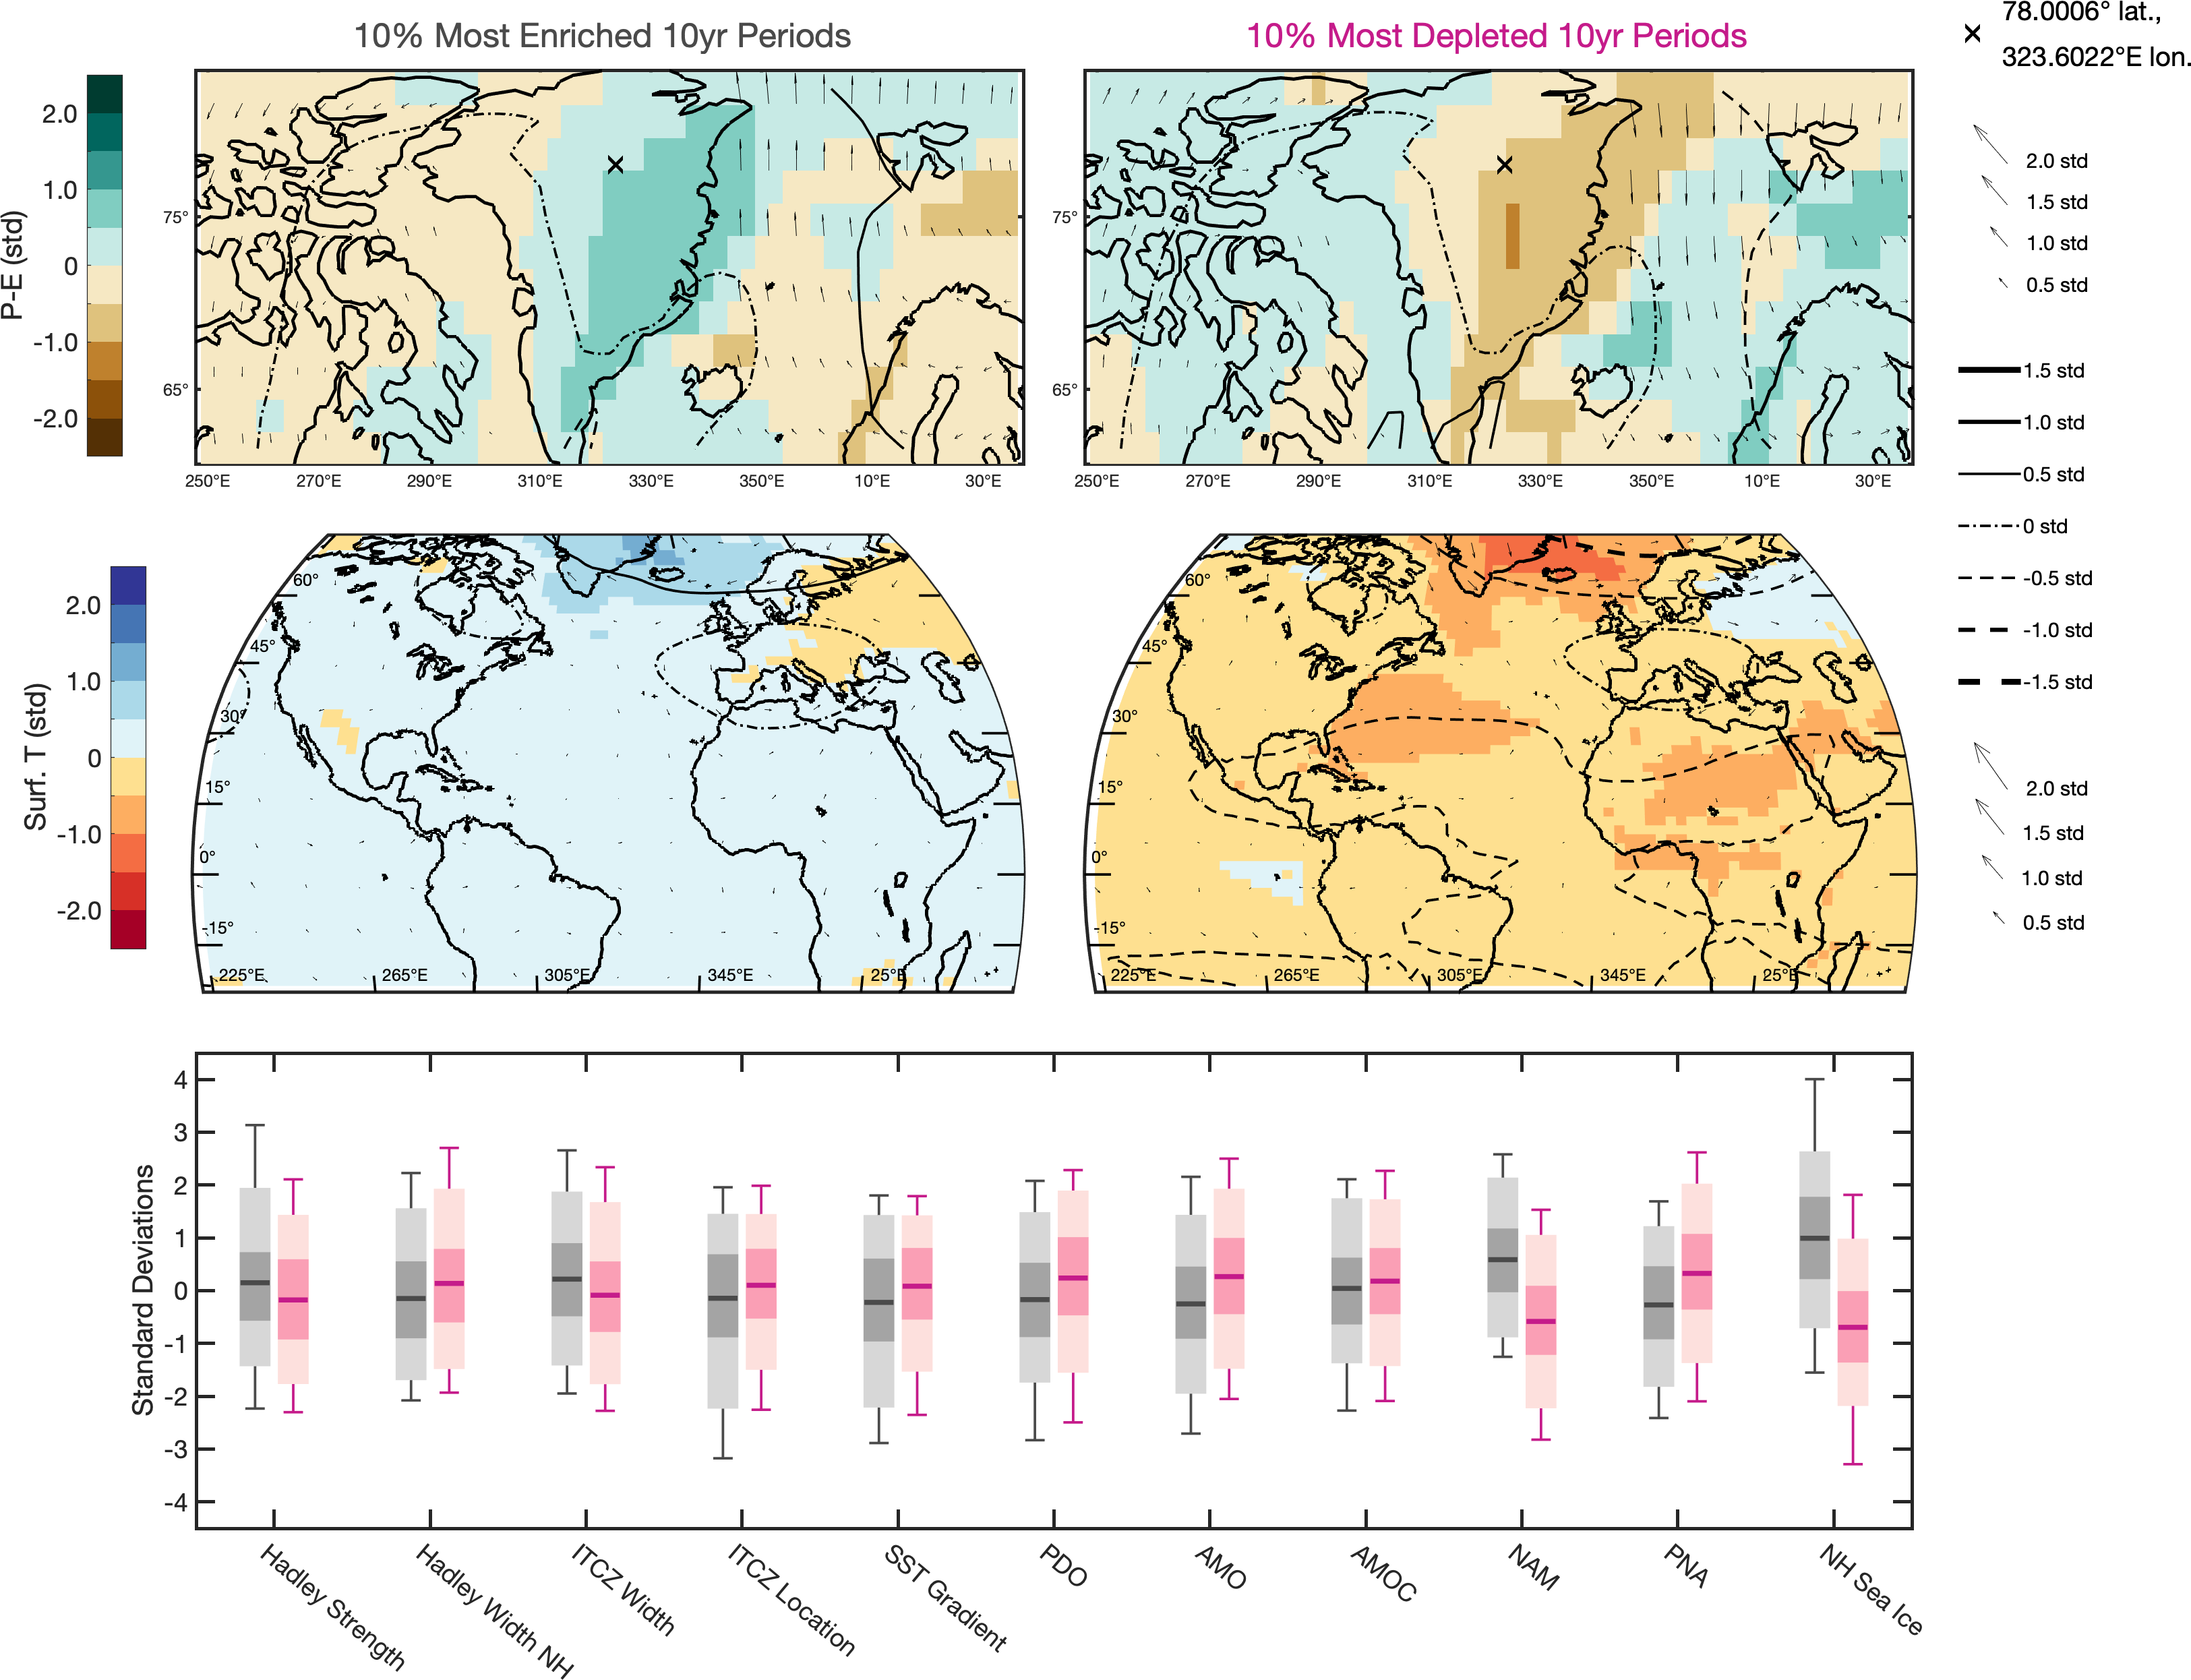 10% Most Enriched 10yr Periods
10% Most Depleted 10yr Periods
78.0006° lat.,
323.6022°E lon.
P-E (std)
2.0
1.0
0
-1.0
-2.0
75°
65°
250°E
270°E
290°E
310°E
330°E
350°E
10°E
30°E
75°
65°
250°E
270°E
290°E
310°E
330°E
350°E
10°E
30°E
2.0 std
1.5 std
1.0 std
0.5 std
1.5 std
1.0 std
0.5 std
0 std
-0.5 std
-1.0 std
-1.5 std
Surf. T (std)
2.0
1.0
0
-1.0
-2.0
60°
45°
30°
15°
0°
-15°
225°E
265°E
305°E
345°E
25°E
60°
45°
30°
15°
0°
-15°
225°E
265°E
305°E
345°E
25°E
2.0 std
1.5 std
1.0 std
0.5 std
Standard Deviations
4
3
2
1
0
-1
-2
-3
-4
Hadley Strength
Hadley Width NH
ITCZ Width
ITCZ Location
SST Gradient
PDO
AMO
AMOC
NAM
PNA
NH Sea Ice